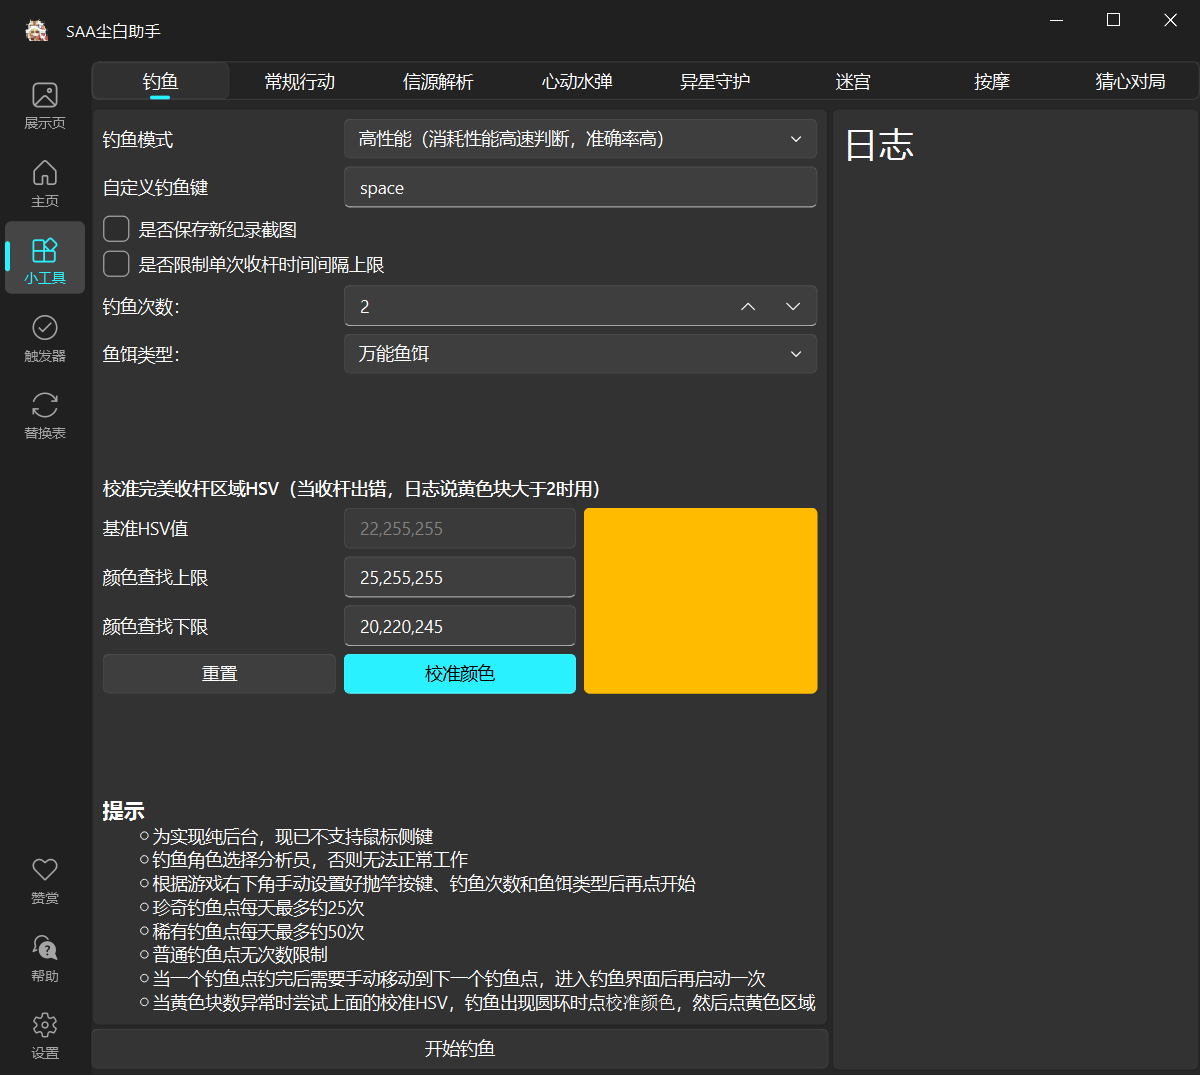 SAA尘白助手
展示页
主页
小工具
触发器
替换表
赞赏
帮助
设置
钓鱼 常规行动 信源解析 心动水弹 异星守护 迷宫 按摩 猜心对局
钓鱼模式 高性能（消耗性能高速判断，准确率高）
自定义钓鱼键 space
是否保存新纪录截图
是否限制单次收杆时间间隔上限
钓鱼次数： 2
鱼饵类型： 万能鱼饵
校准完美收杆区域HSV（当收杆出错，日志说黄色块大于2时用）
基准HSV值 22,255,255
颜色查找上限 25,255,255
颜色查找下限 20,220,245
重置 校准颜色
提示
为实现纯后台，现已不支持鼠标侧键
钓鱼角色选择分析员，否则无法正常工作
根据游戏右下角手动设置好抛竿按键、钓鱼次数和鱼饵类型后再点开始
珍奇钓鱼点每天最多钓25次
稀有钓鱼点每天最多钓50次
普通钓鱼点无次数限制
当一个钓鱼点钓完后需要手动移动到下一个钓鱼点，进入钓鱼界面后再启动一次
当黄色块数异常时尝试上面的校准HSV，钓鱼出现圆环时点校准颜色，然后点黄色区域
开始钓鱼
日志